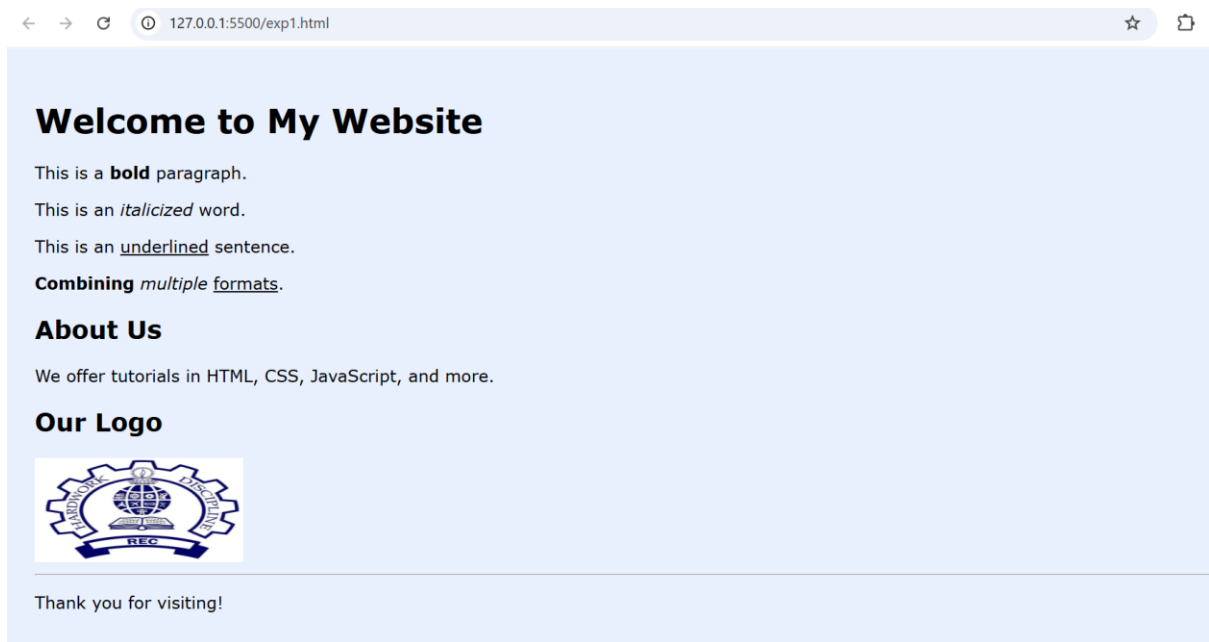 127.0.0.1:5500/exp1.html
Welcome to My Website
This is a bold paragraph.
This is an italicized word.
This is an underlined sentence.
Combining multiple formats.
About Us
We offer tutorials in HTML, CSS, JavaScript, and more.
Our Logo
HARDWORK DISCIPLINE
REC
Thank you for visiting!